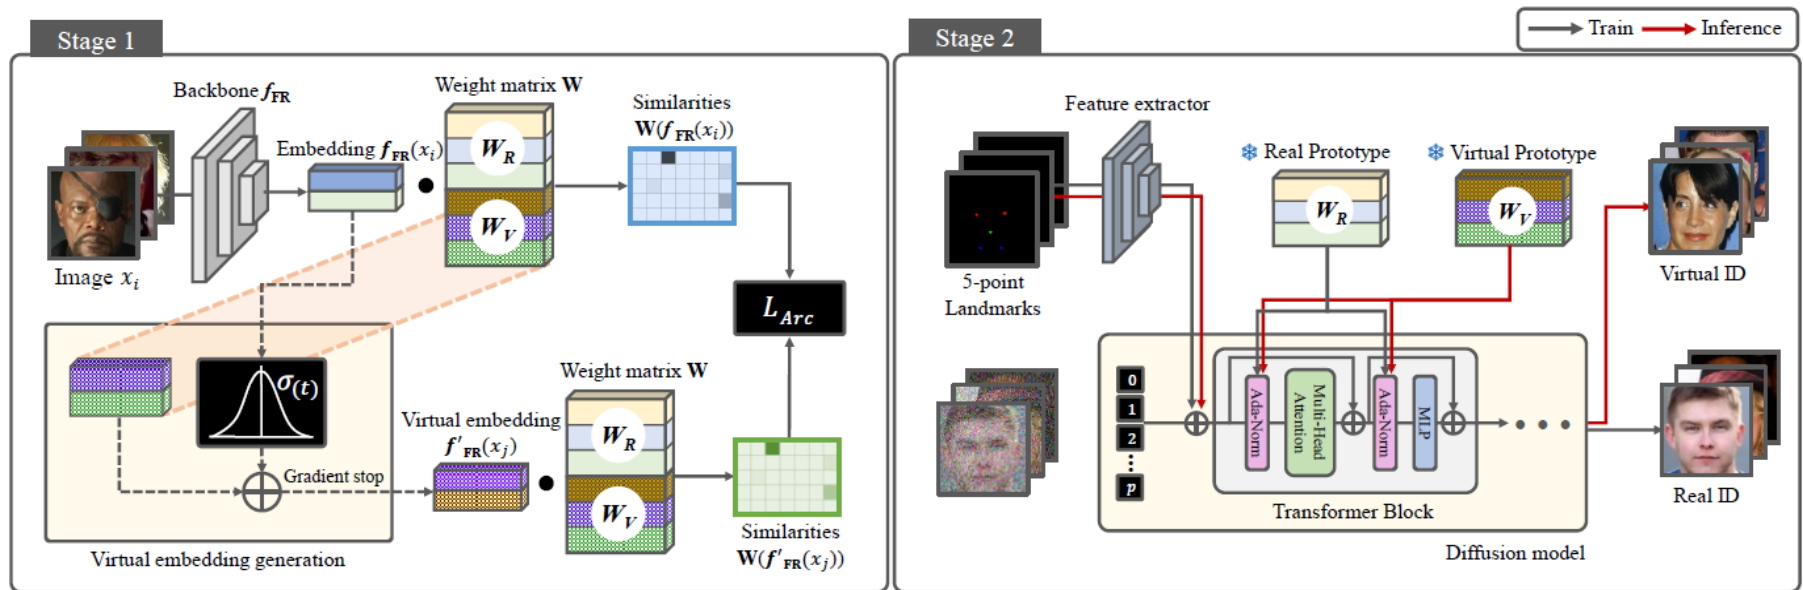 Stage 1
Backbone f_FR
Image x_i
Embedding f_FR(x_i)
Weight matrix W
W_R
W_V
Similarities
W(f_FR(x_i))
L_Arc
σ(t)
Gradient stop
Virtual embedding generation
Virtual embedding
f'_FR(x_j)
Weight matrix W
W_R
W_V
Similarities
W(f'_FR(x_j))
Stage 2
Train
Inference
Feature extractor
5-point
Landmarks
Real Prototype
W_R
Virtual Prototype
W_V
Virtual ID
0
1
2
p
Ada-Norm
Multi-Head
Attention
Ada-Norm
MLP
Transformer Block
Diffusion model
Real ID